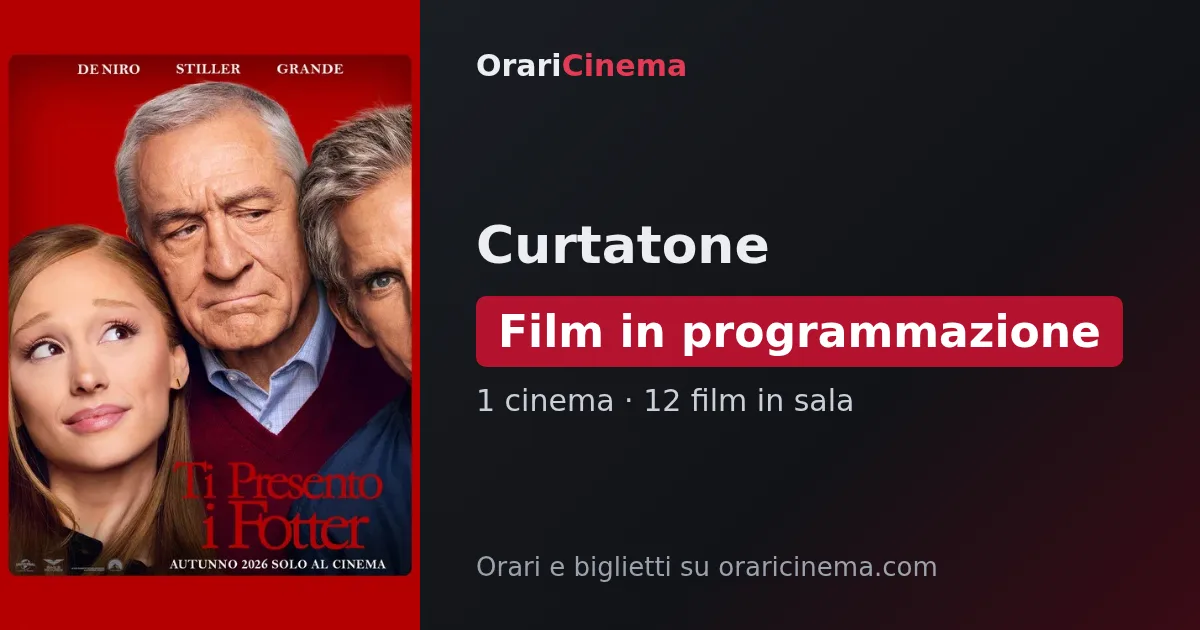 DE NIRO STILLER GRANDE
Ti Presento
i Fotter
AUTUNNO 2026 SOLO AL CINEMA
OrariCinema
Curtatone
Film in programmazione
1 cinema · 12 film in sala
Orari e biglietti su oraricinema.com